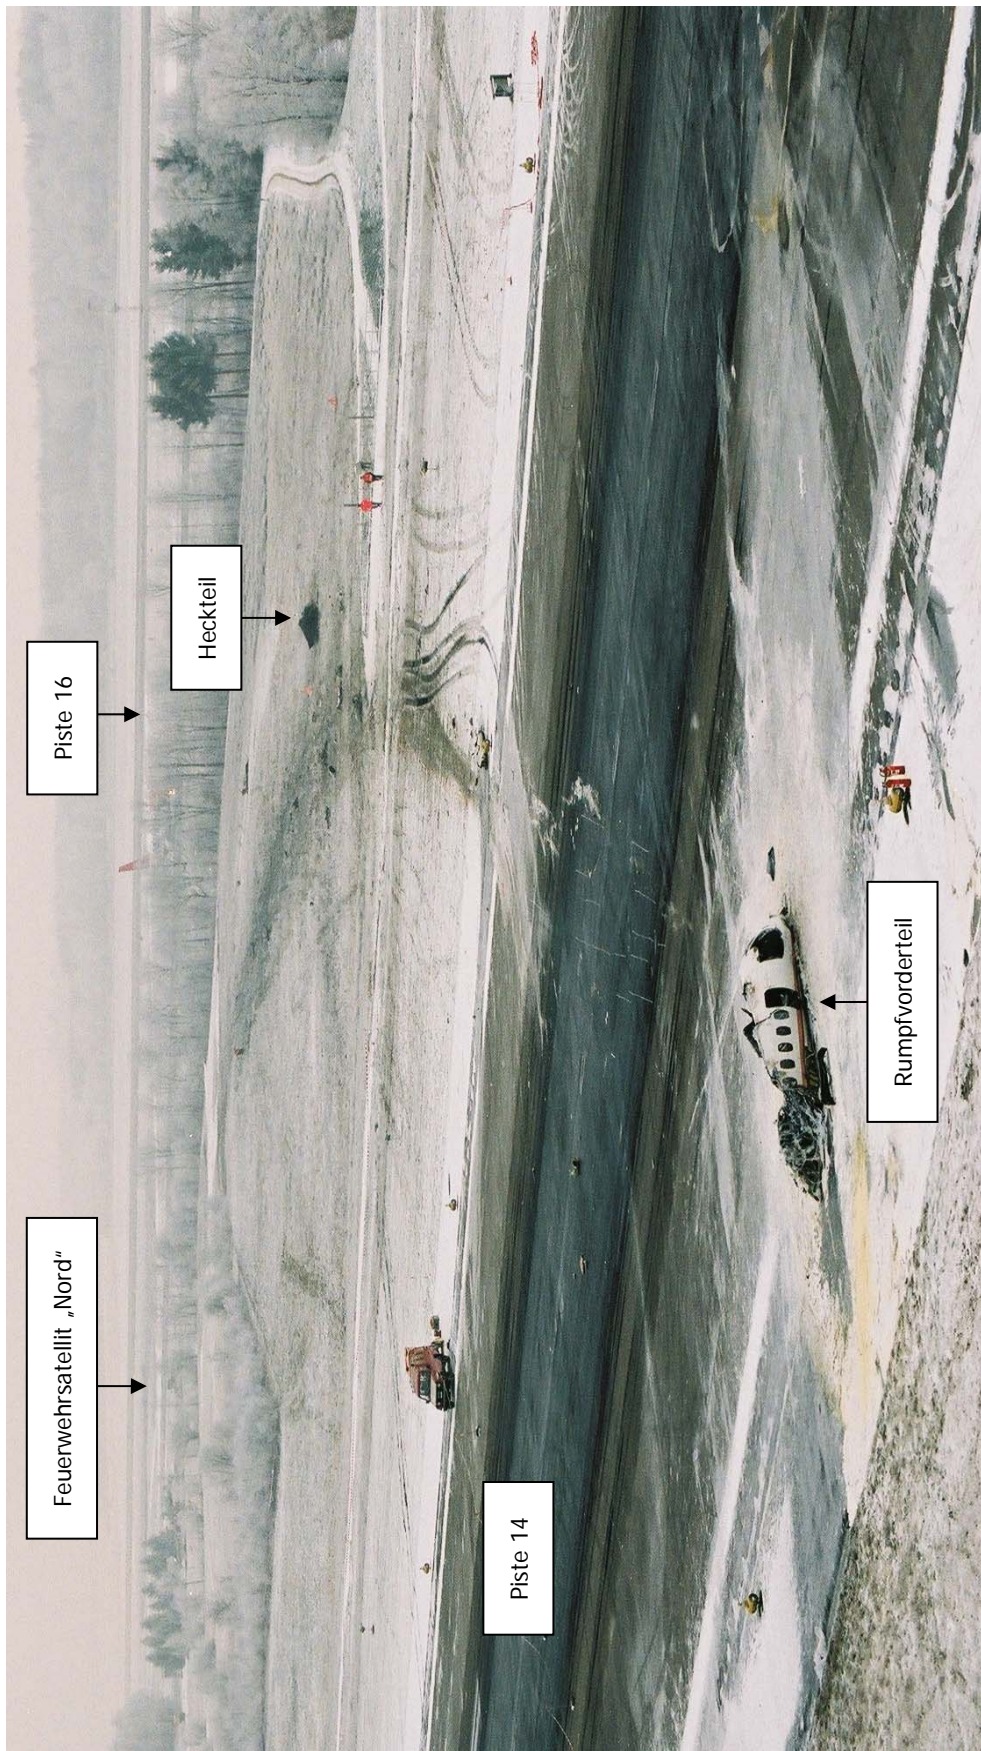 Feuerwehrsatellit „Nord“
Piste 16
Heckteil
Piste 14
Rumpfvorderteil